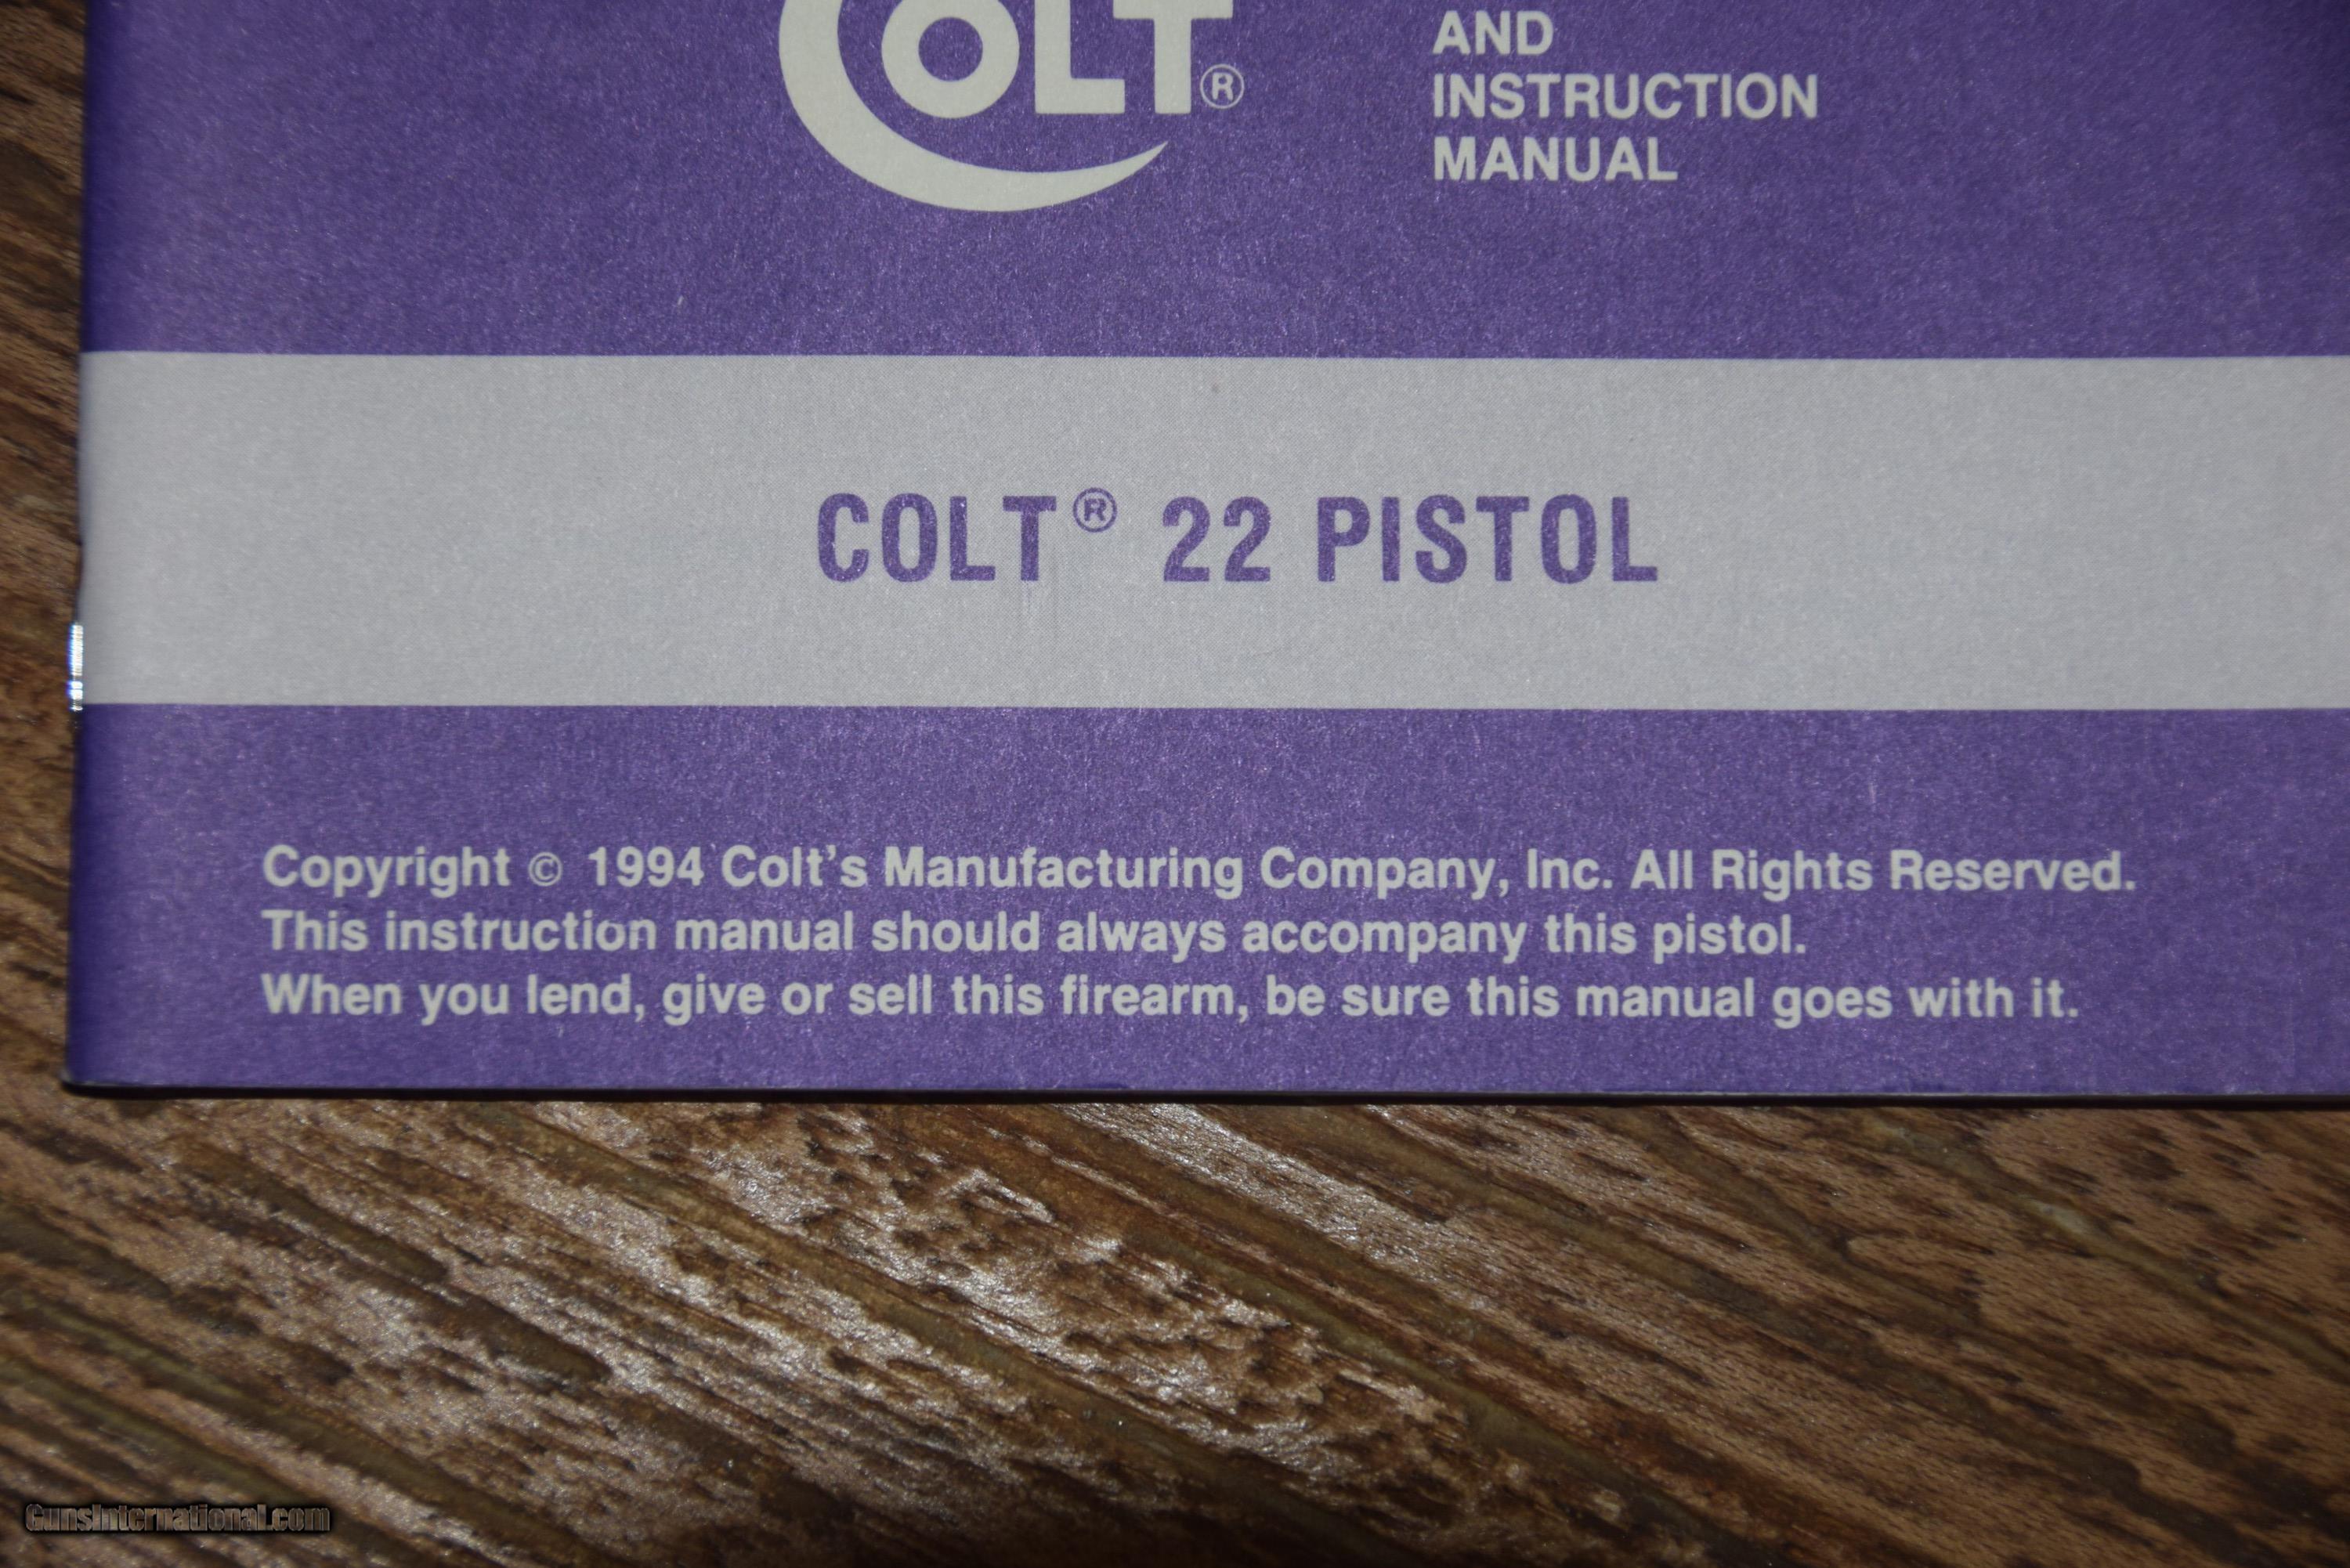 COLT®
AND
INSTRUCTION
MANUAL
COLT® 22 PISTOL
Copyright © 1994 Colt's Manufacturing Company, Inc. All Rights Reserved.
This instruction manual should always accompany this pistol.
When you lend, give or sell this firearm, be sure this manual goes with it.
GunsInternational.com